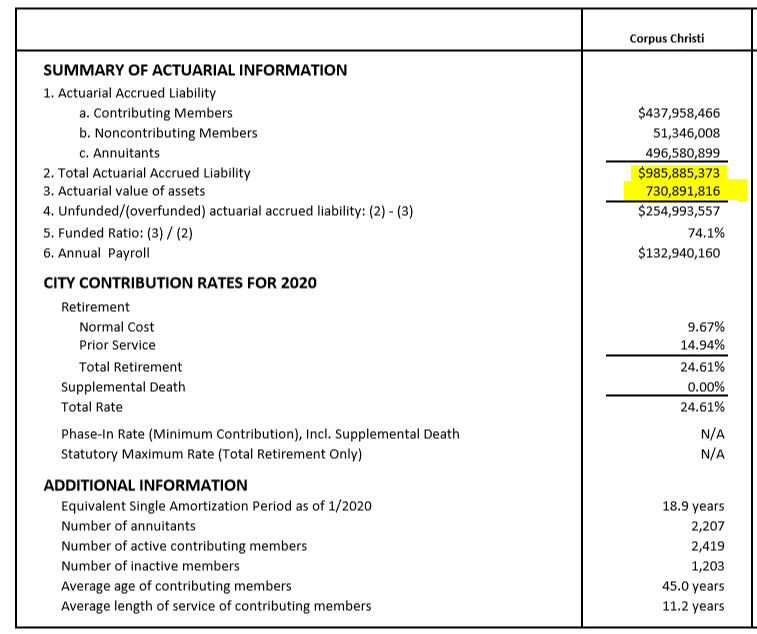 Corpus Christi
SUMMARY OF ACTUARIAL INFORMATION
1. Actuarial Accrued Liability
a. Contributing Members $437,958,466
b. Noncontributing Members 51,346,008
c. Annuitants 496,580,899
2. Total Actuarial Accrued Liability $985,885,373
3. Actuarial value of assets 730,891,816
4. Unfunded/(overfunded) actuarial accrued liability: (2) - (3) $254,993,557
5. Funded Ratio: (3) / (2) 74.1%
6. Annual Payroll $132,940,160
CITY CONTRIBUTION RATES FOR 2020
Retirement
Normal Cost 9.67%
Prior Service 14.94%
Total Retirement 24.61%
Supplemental Death 0.00%
Total Rate 24.61%
Phase-In Rate (Minimum Contribution), Incl. Supplemental Death N/A
Statutory Maximum Rate (Total Retirement Only) N/A
ADDITIONAL INFORMATION
Equivalent Single Amortization Period as of 1/2020 18.9 years
Number of annuitants 2,207
Number of active contributing members 2,419
Number of inactive members 1,203
Average age of contributing members 45.0 years
Average length of service of contributing members 11.2 years